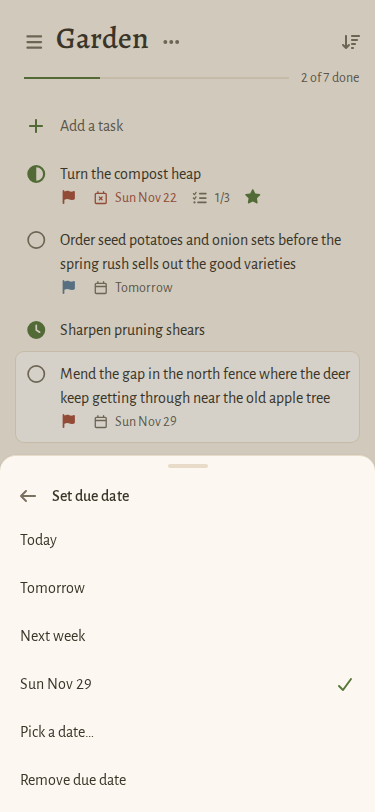 Garden
2 of 7 done
Add a task
Turn the compost heap
Sun Nov 22 1/3
Order seed potatoes and onion sets before the
spring rush sells out the good varieties
Tomorrow
Sharpen pruning shears
Mend the gap in the north fence where the deer
keep getting through near the old apple tree
Sun Nov 29
Set due date
Today
Tomorrow
Next week
Sun Nov 29
Pick a date...
Remove due date